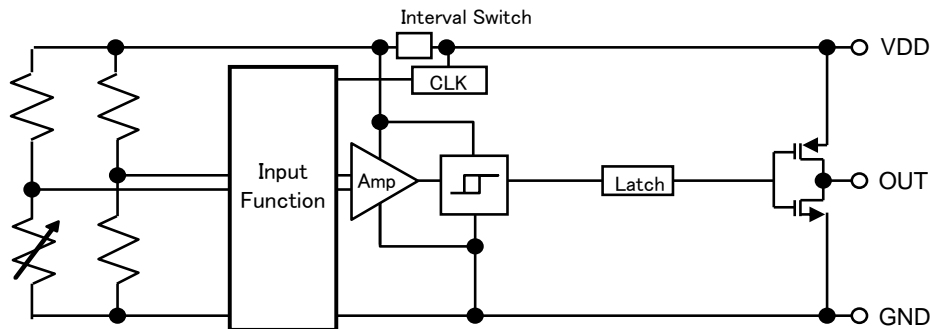 Interval Switch
VDD
CLK
Input
Function
Amp
Latch
OUT
GND